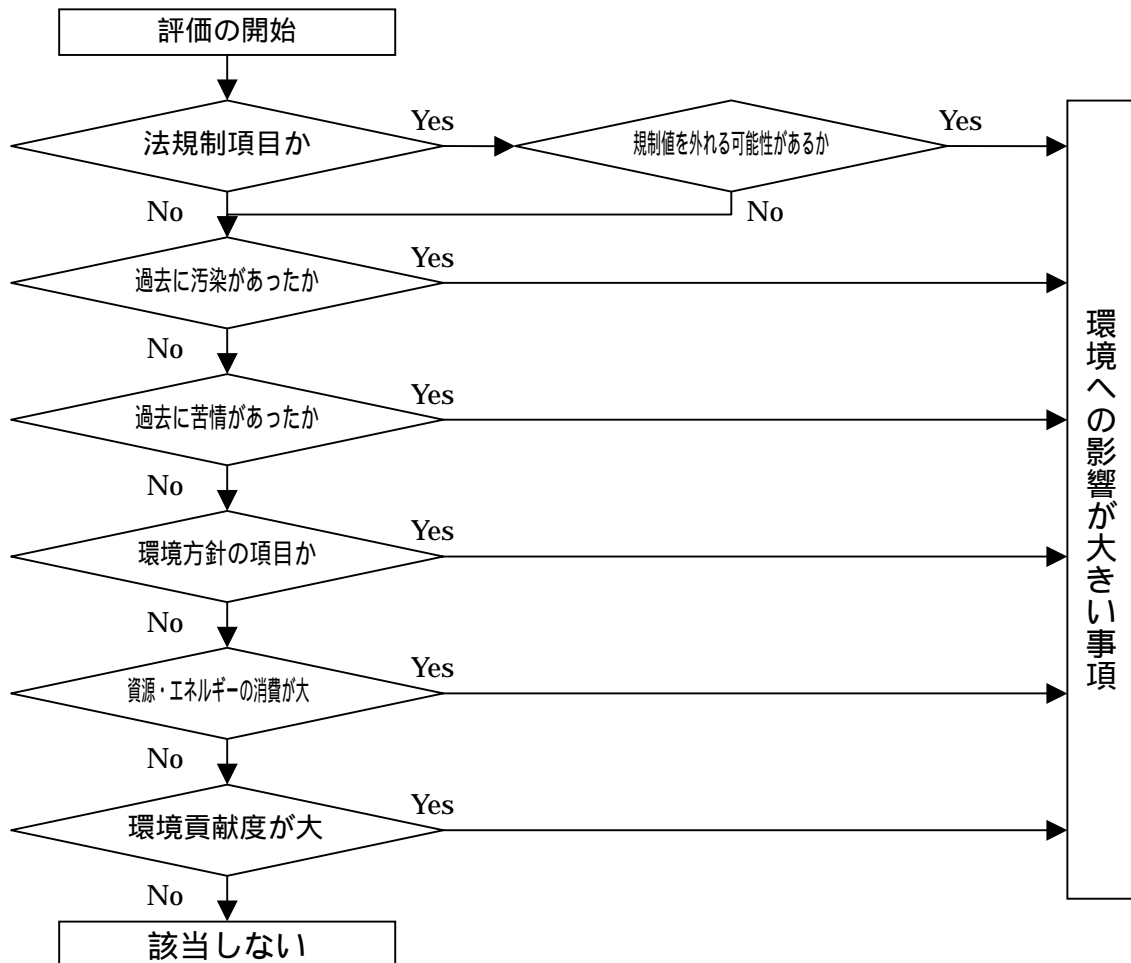 評価の開始
法規制項目か
Yes
規制値を外れる可能性があるか
Yes
No
No
過去に汚染があったか
Yes
No
過去に苦情があったか
Yes
No
環境方針の項目か
Yes
No
資源・エネルギーの消費が大
Yes
No
環境貢献度が大
Yes
No
該当しない
環境への影響が大きい事項